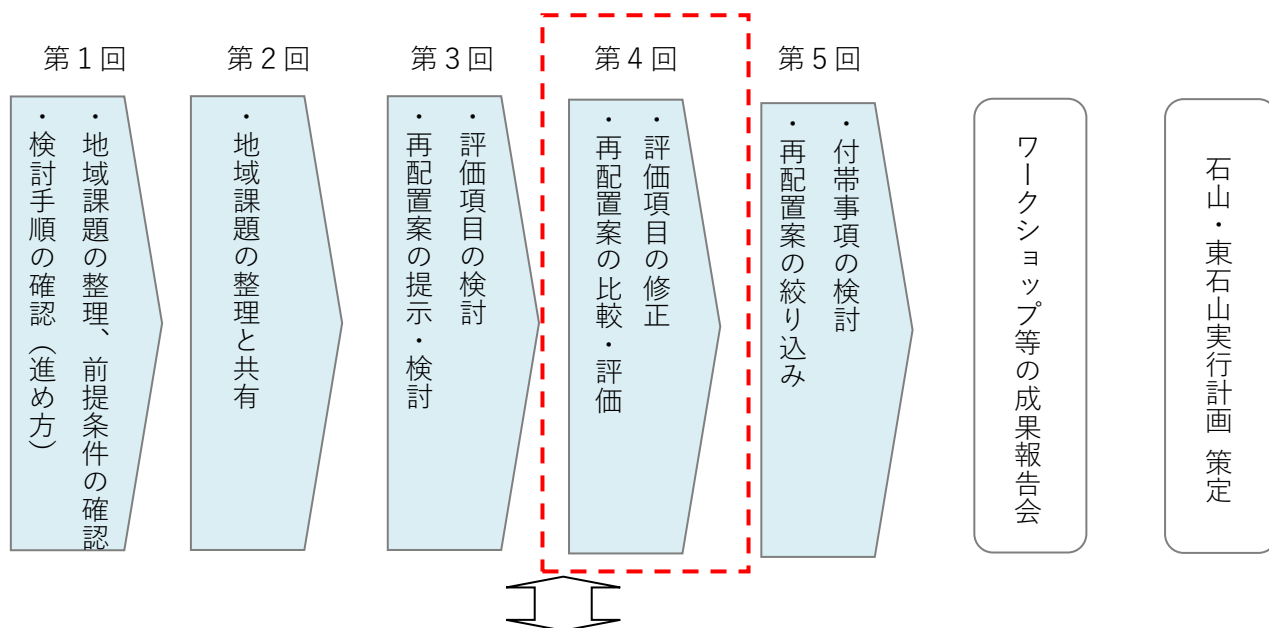 第1回
・地域課題の整理、前提条件の確認
・検討手順の確認（進め方）
第2回
・地域課題の整理と共有
第3回
・評価項目の検討
・再配置案の提示・検討
第4回
・評価項目の修正
・再配置案の比較・評価
第5回
・付帯事項の検討
・再配置案の絞り込み
ワークショップ等の成果報告会
石山・東石山実行計画 策定